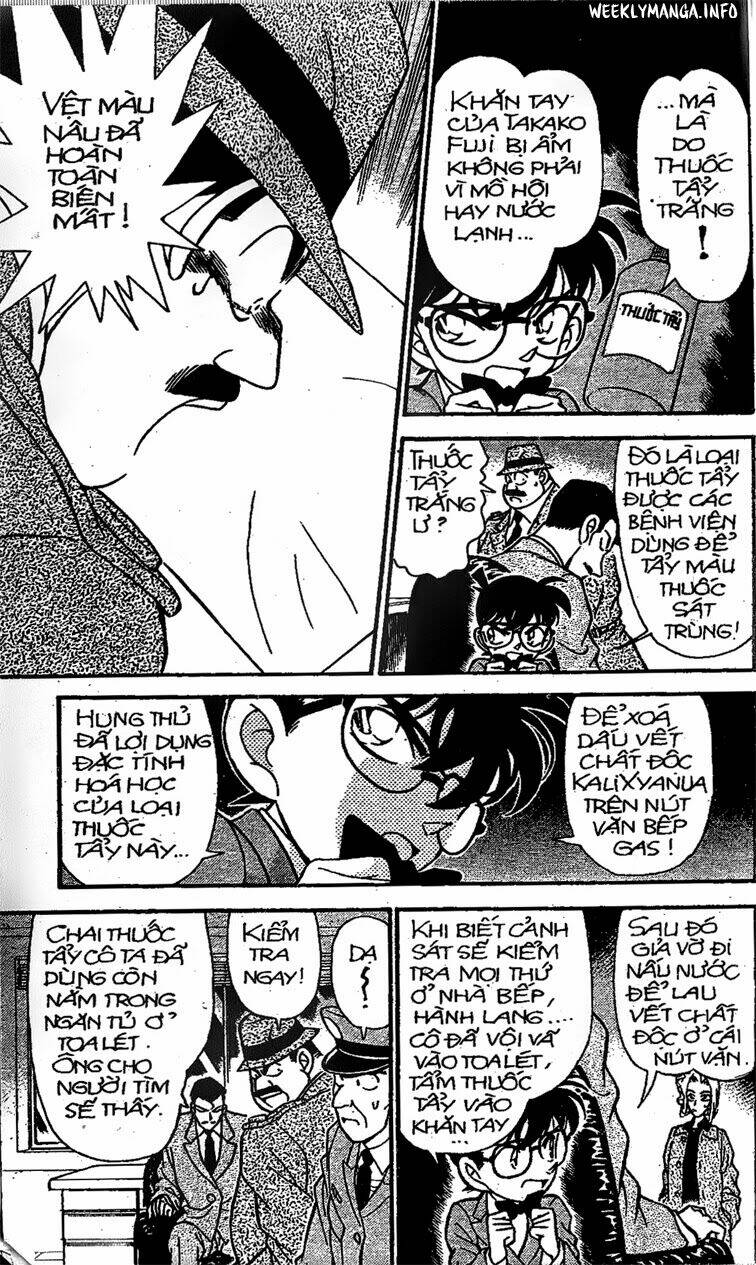 WEEKLYMANGA.INFO
...MÀ
LÀ
DO
THUỐC
TẨY
TRẮNG
!
KHĂN TAY
CỦA TAKAKO
FUJI BỊ ẨM
KHÔNG PHẢI
VÌ MỒ HÔI
HAY NƯỚC
LẠNH...
THUỐC TẨY
VỆT MÀU
NÂU ĐÃ
HOÀN
TOÀN
BIẾN
MẤT!
ĐÓ LÀ LOẠI
THUỐC TẨY
ĐƯỢC CÁC
BỆNH VIỆN
DÙNG ĐỂ
TẨY MÀU
THUỐC
SÁT
TRÙNG!
THUỐC
TẨY
TRẮNG
Ư?
ĐỂ XOÁ
DẤU VẾT
CHẤT ĐỘC
KALIXYANUA
TRÊN NÚT
VĂN BẾP
GAS!
HUNG THỦ
ĐÃ LỢI DỤNG
ĐẶC TÍNH
HOÁ HỌC
CỦA LOẠI
THUỐC
TẨY NÀY...
SAU ĐÓ
GIẢ VỜ ĐI
NẤU NƯỚC
ĐỂ LAU
VẾT CHẤT
ĐỘC Ở CÁI
NÚT VẶN.
KHI BIẾT CẢNH
SÁT SẼ KIỂM
TRA MỌI THỨ
Ở NHÀ BẾP,
HÀNH LANG....
CÔ ĐÃ VỘI VÃ
VÀO TOALÉT,
TẨM THUỐC
TẨY VÀO
KHĂN TAY
...
DẠ
~
!
KIỂM
TRA
NGAY!
CHAI THUỐC
TẨY CÔ TA ĐÃ
DÙNG CÒN
NẰM TRONG
NGĂN TỦ Ở
TOALÉT.
ÔNG CHO
NGƯỜI TÌM
SẼ THẤY.